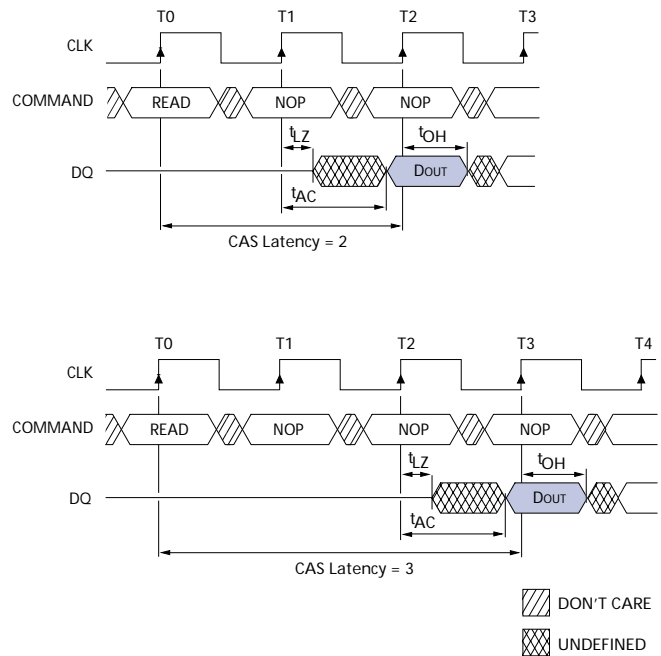 T0 T1 T2 T3
CLK
COMMAND READ NOP NOP
tLZ tOH
DQ DOUT
tAC
CAS Latency = 2
T0 T1 T2 T3 T4
CLK
COMMAND READ NOP NOP NOP
tLZ tOH
DQ DOUT
tAC
CAS Latency = 3
DON'T CARE
UNDEFINED